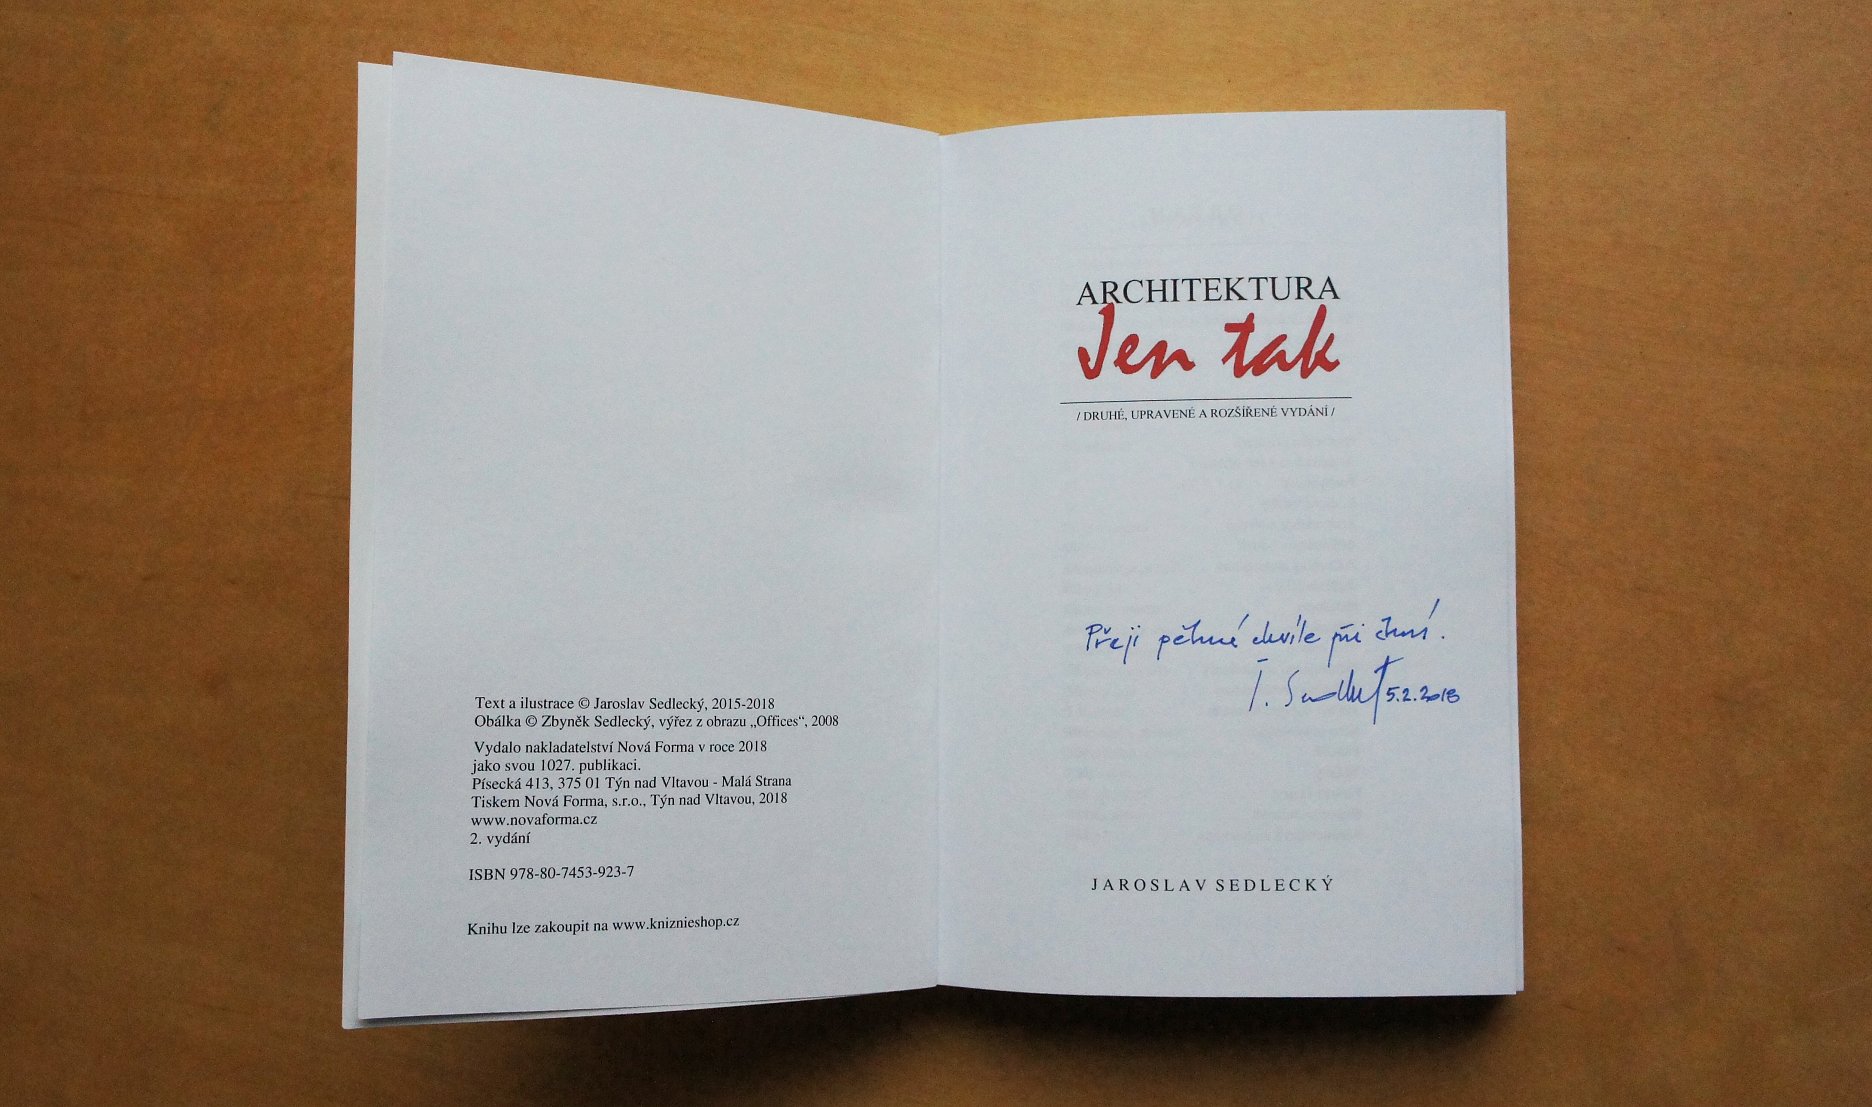 Text a ilustrace © Jaroslav Sedlecký, 2015-2018
Obálka © Zbyněk Sedlecký, výřez z obrazu „Offices“, 2008
Vydalo nakladatelství Nová Forma v roce 2018
jako svou 1027. publikaci.
Písecká 413, 375 01 Týn nad Vltavou - Malá Strana
Tiskem Nová Forma, s.r.o., Týn nad Vltavou, 2018
www.novaforma.cz
2. vydání
ISBN 978-80-7453-923-7
Knihu lze zakoupit na www.kniznieshop.cz
ARCHITEKTURA
Jen tak
/ DRUHÉ, UPRAVENÉ A ROZŠÍŘENÉ VYDÁNÍ /
Přeji pěkné chvíle při čtení.
5.2.2018
JAROSLAV SEDLECKÝ